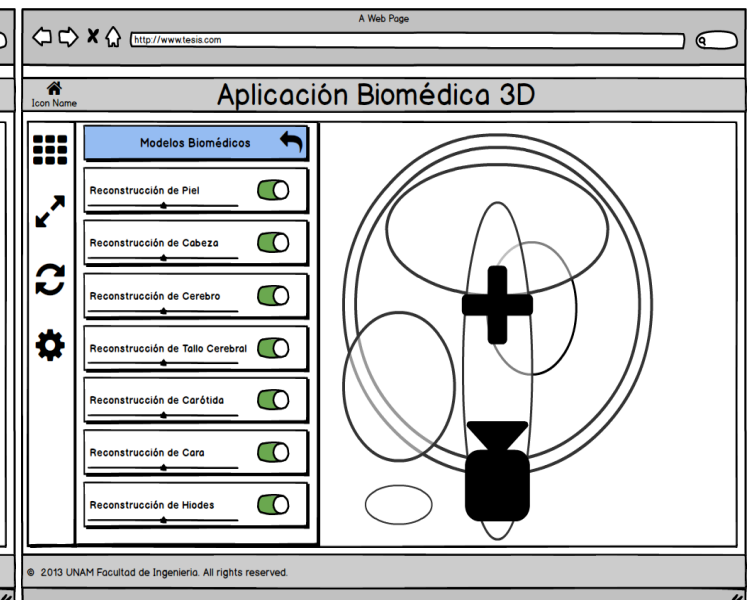 A Web Page
http://www.tesis.com
Icon Name
Aplicación Biomédica 3D
Modelos Biomédicos
Reconstrucción de Piel
Reconstrucción de Cabeza
Reconstrucción de Cerebro
Reconstrucción de Tallo Cerebral
Reconstrucción de Carótida
Reconstrucción de Cara
Reconstrucción de Hiodes
© 2013 UNAM Facultad de Ingenieria. All rights reserved.